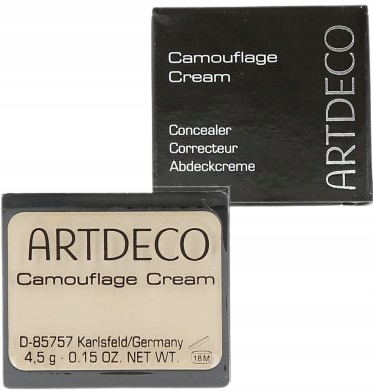 Camouflage
Cream
Concealer
Correcteur
Abdeckcreme
ARTDECO
ARTDECO
Camouflage Cream
D-85757 Karlsfeld/Germany
4,5 g · 0.15 OZ. NET WT.
18M